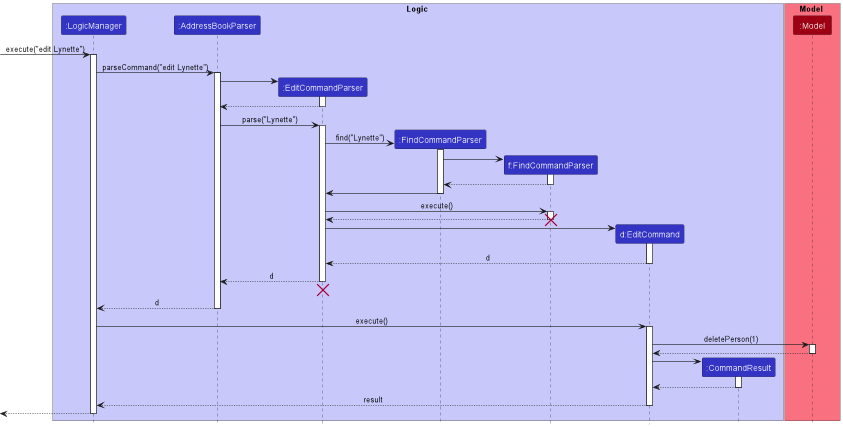 Logic
Model
:LogicManager
:AddressBookParser
:Model
execute("edit Lynette")
parseCommand("edit Lynette")
:EditCommandParser
parse("Lynette")
find("Lynette")
:FindCommandParser
f:FindCommandParser
execute()
d:EditCommand
d
d
d
execute()
deletePerson(1)
:CommandResult
result